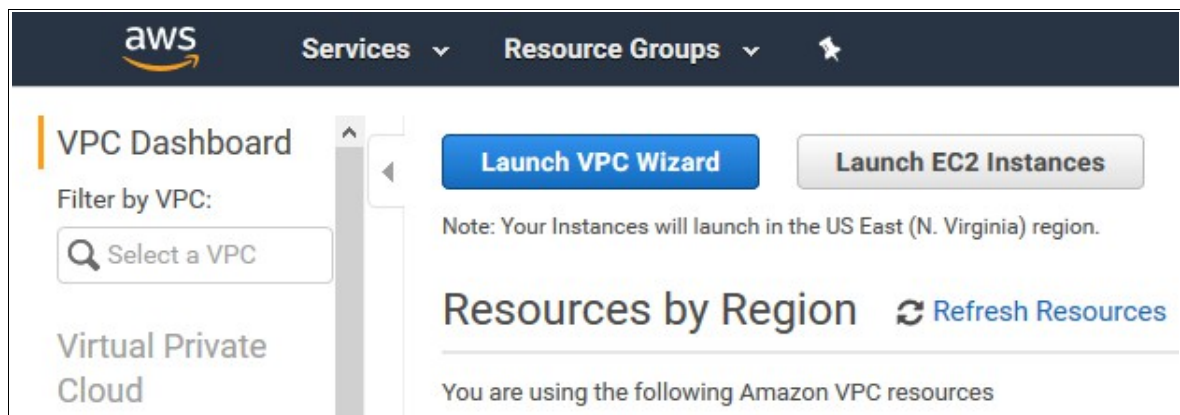 aws
Services
Resource Groups
VPC Dashboard
Filter by VPC:
Select a VPC
Virtual Private
Cloud
Launch VPC Wizard
Launch EC2 Instances
Note: Your Instances will launch in the US East (N. Virginia) region.
Resources by Region
Refresh Resources
You are using the following Amazon VPC resources